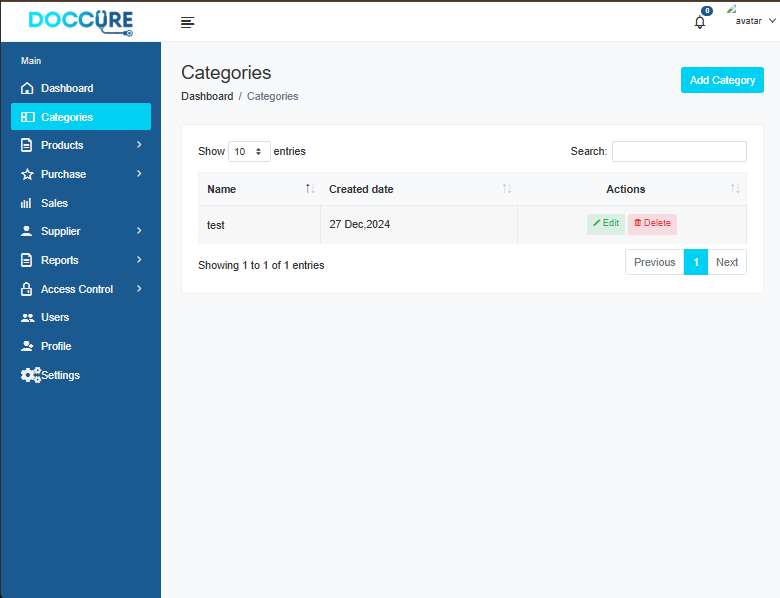 DOCCURE
0
avatar
Main
Dashboard
Categories
Products
Purchase
Sales
Supplier
Reports
Access Control
Users
Profile
Settings
Categories
Dashboard / Categories
Add Category
Show 10 entries
Search:
Name Created date Actions
test 27 Dec,2024 Edit Delete
Showing 1 to 1 of 1 entries
Previous 1 Next